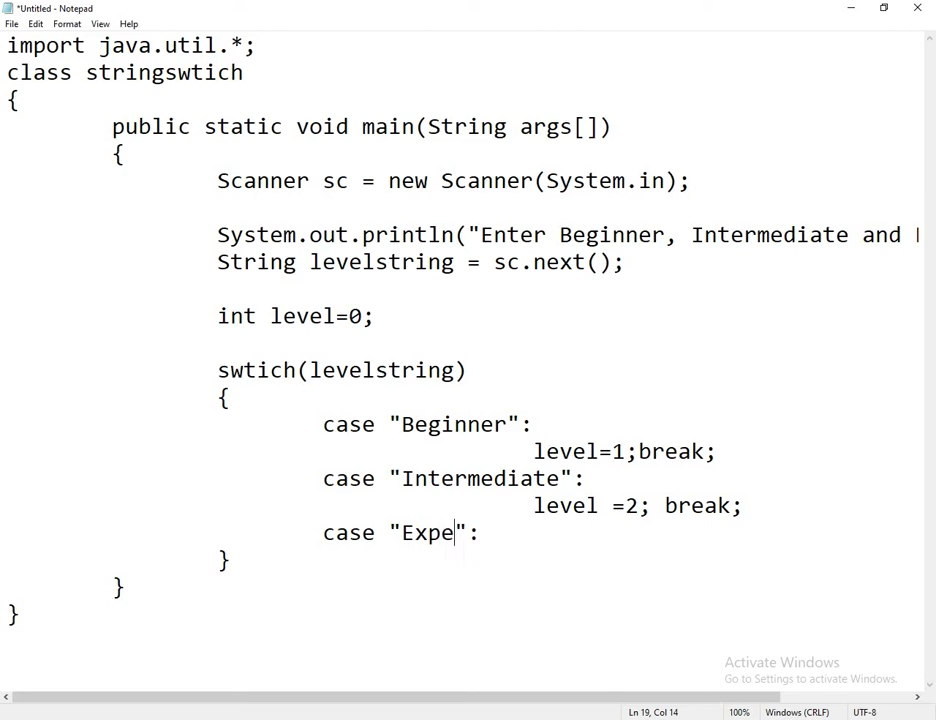 *Untitled - Notepad
File Edit Format View Help
import java.util.*;
class stringswtich
{
public static void main(String args[])
{
Scanner sc = new Scanner(System.in);
System.out.println("Enter Beginner, Intermediate and
String levelstring = sc.next();
int level=0;
swtich(levelstring)
{
case "Beginner":
level=1;break;
case "Intermediate":
level =2; break;
case "Expe":
}
}
}
Activate Windows
Go to Settings to activate Windows.
Ln 19, Col 14 100% Windows (CRLF) UTF-8